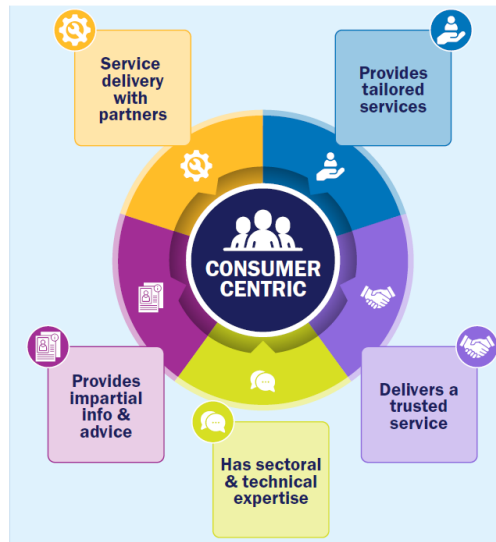 Service
delivery
with
partners
Provides
tailored
services
CONSUMER
CENTRIC
Provides
impartial
info &
advice
Delivers a
trusted
service
Has sectoral
& technical
expertise